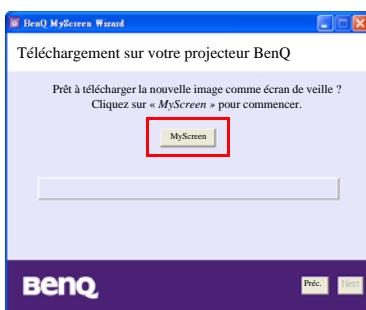 BenQ MyScreen Wizard
Téléchargement sur votre projecteur BenQ
Prêt à télécharger la nouvelle image comme écran de veille ?
Cliquez sur « MyScreen » pour commencer.
MyScreen
BenQ
Préc. Next